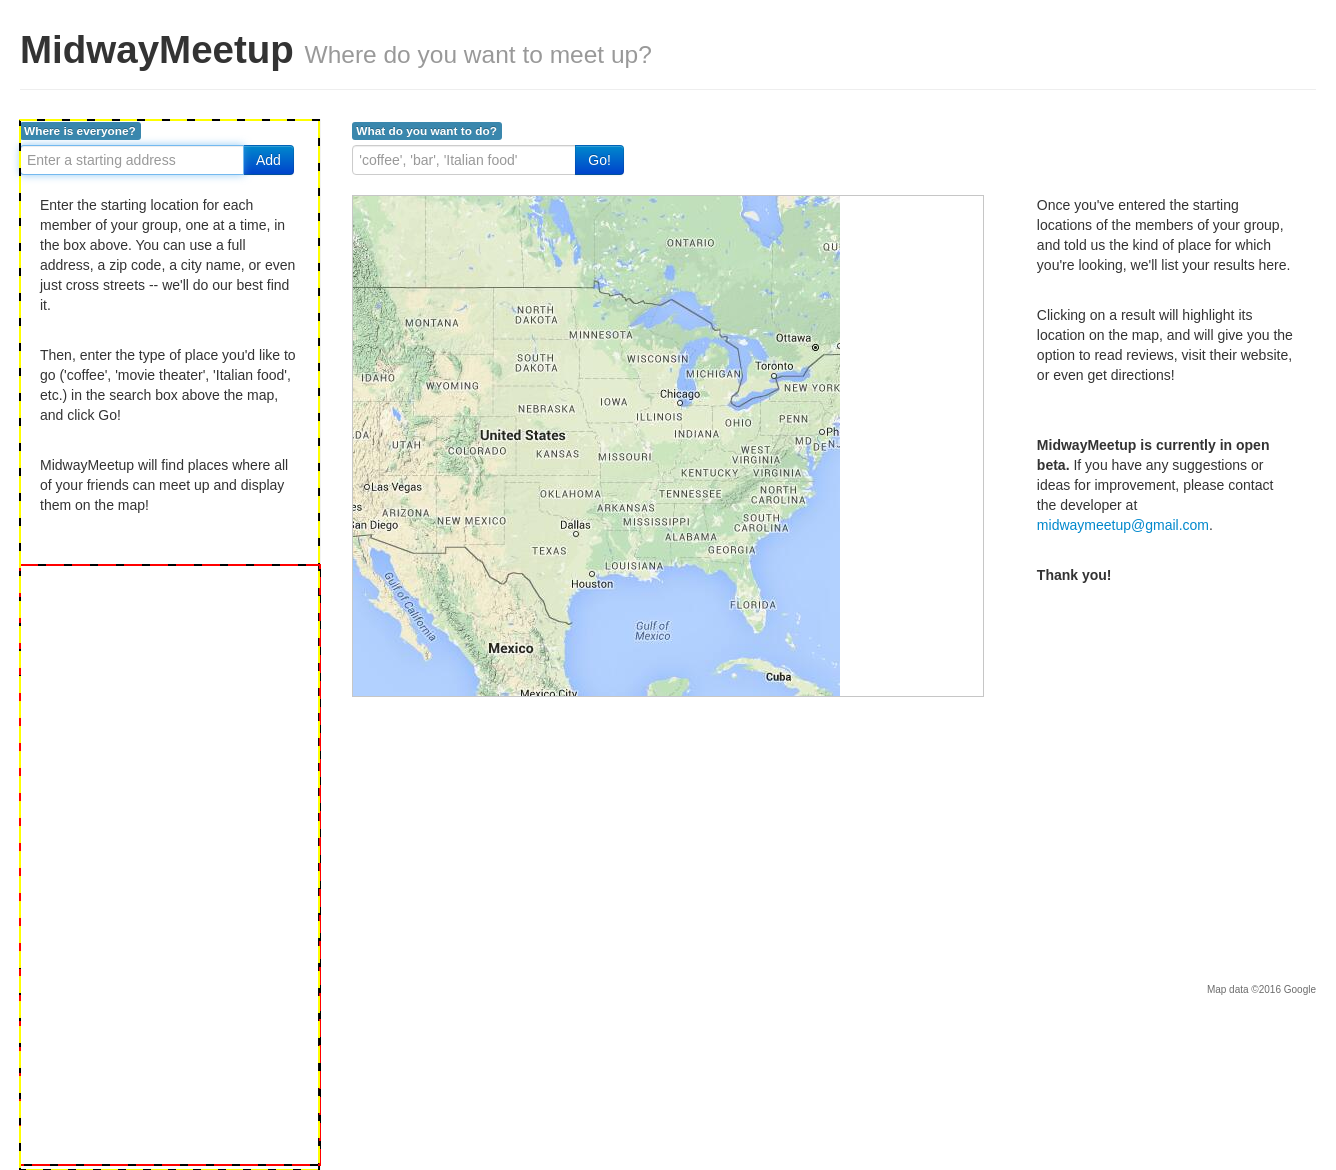 MidwayMeetup Where do you want to meet up?
Where is everyone?
Enter a starting address Add
Enter the starting location for each
member of your group, one at a time, in
the box above. You can use a full
address, a zip code, a city name, or even
just cross streets -- we'll do our best find
it.
Then, enter the type of place you'd like to
go ('coffee', 'movie theater', 'Italian food',
etc.) in the search box above the map,
and click Go!
MidwayMeetup will find places where all
of your friends can meet up and display
them on the map!
What do you want to do?
'coffee', 'bar', 'Italian food' Go!
ONTARIO
QU
MONTANA
NORTH
DAKOTA
MINNESOTA
Ottawa
SOUTH
DAKOTA
WISCONSIN
MICHIGAN
Toronto
IDAHO
WYOMING
NEW YORK
Chicago
IOWA
NEBRASKA
ILLINOIS
OHIO
PENN
INDIANA
Ph
United States
DA
UTAH
COLORADO
KANSAS
MISSOURI
WEST
VIRGINIA
MD
DE
NJ
KENTUCKY
VIRGINIA
Las Vegas
OKLAHOMA
TENNESSEE
NORTH
CAROLINA
es
ARIZONA
NEW MEXICO
ARKANSAS
San Diego
Dallas
MISSISSIPPI
SOUTH
CAROLINA
ALABAMA
TEXAS
GEORGIA
LOUISIANA
Houston
Gulf of California
FLORIDA
Gulf of
Mexico
Mexico
Cuba
Mexico City
Once you've entered the starting
locations of the members of your group,
and told us the kind of place for which
you're looking, we'll list your results here.
Clicking on a result will highlight its
location on the map, and will give you the
option to read reviews, visit their website,
or even get directions!
MidwayMeetup is currently in open
beta. If you have any suggestions or
ideas for improvement, please contact
the developer at
midwaymeetup@gmail.com.
Thank you!
Map data ©2016 Google